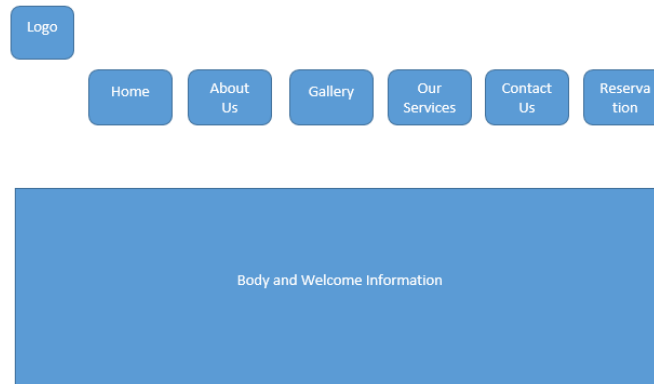 Logo
Home
About
Us
Gallery
Our
Services
Contact
Us
Reserva
tion
Body and Welcome Information